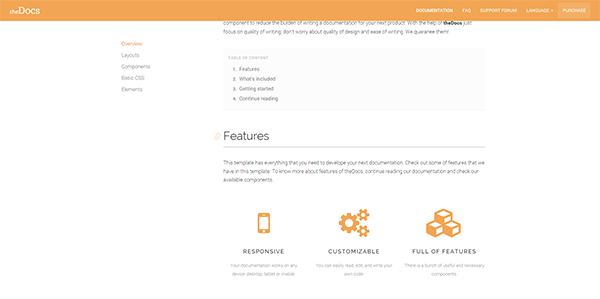 theDocs
DOCUMENTATION
FAQ
SUPPORT FORUM
LANGUAGE
PURCHASE
Overview
Layouts
Components
Basic CSS
Elements
component to reduce the burden of writing a documentation for your next product. With the help of theDocs just
focus on quality of writing, don't worry about quality of design and ease of writing. We guaranee them!
TABLE OF CONTENT
1. Features
2. What's included
3. Getting started
4. Continue reading
Features
This template has everything that you need to develope your next documentation. Check out some of features that we
have in this template. To know more about features of theDocs, continue reading our documentation and check our
available components.
RESPONSIVE
Your documentation works on any
device: desktop, tablet or mobile.
CUSTOMIZABLE
You can easily read, edit, and write your
own code.
FULL OF FEATURES
There is a bunch of useful and necessary
components.